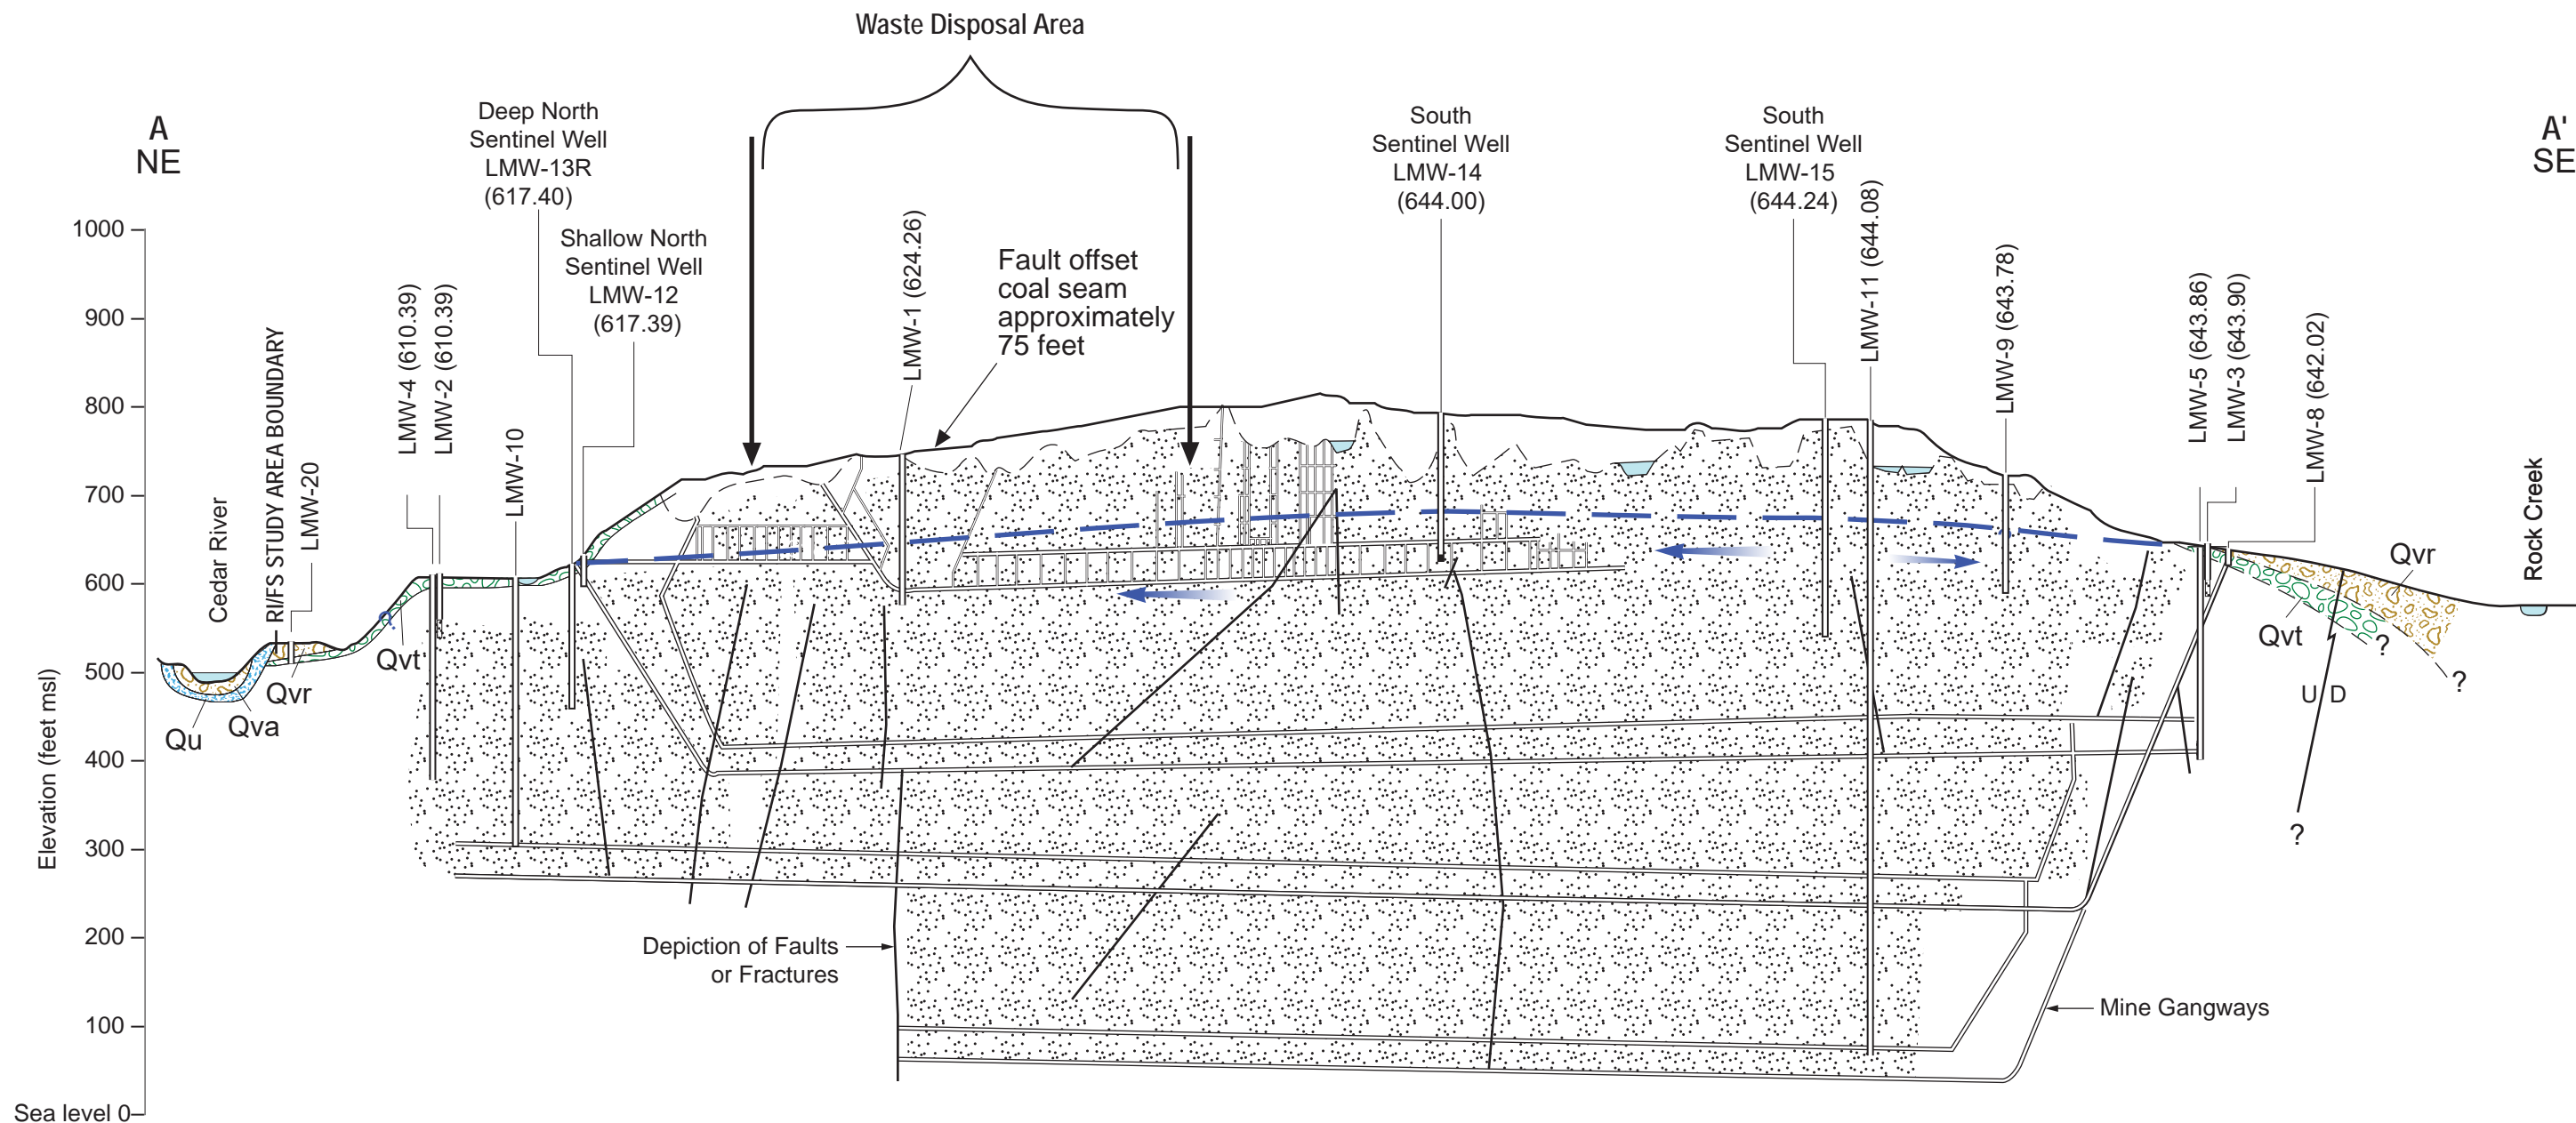 Waste Disposal Area
A
NE
A'
SE
Deep North
Sentinel Well
LMW-13R
(617.40)
Shallow North
Sentinel Well
LMW-12
(617.39)
South
Sentinel Well
LMW-14
(644.00)
South
Sentinel Well
LMW-15
(644.24)
LMW-11 (644.08)
LMW-1 (624.26)
Fault offset
coal seam
approximately
75 feet
LMW-9 (643.78)
LMW-4 (610.39)
LMW-2 (610.39)
LMW-5 (643.86)
LMW-3 (643.90)
LMW-8 (642.02)
RI/FS STUDY AREA BOUNDARY
LMW-20
LMW-10
Cedar River
Rock Creek
Elevation (feet msl)
1000
900
800
700
600
500
400
300
200
100
Sea level 0
Qvt
Qvr
Qva
Qu
Qvr
Qvt
?
?
U D
?
Depiction of Faults
or Fractures
Mine Gangways